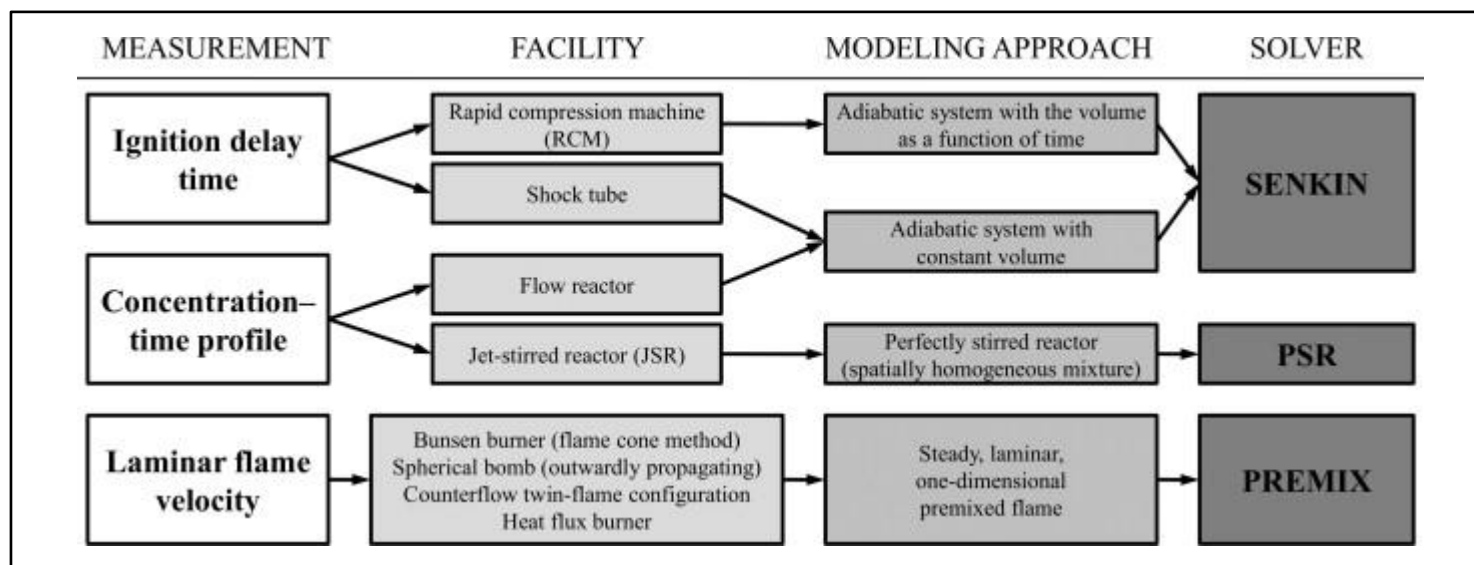 MEASUREMENT
FACILITY
MODELING APPROACH
SOLVER
Ignition delay
time
Rapid compression machine
(RCM)
Adiabatic system with the volume
as a function of time
SENKIN
Shock tube
Adiabatic system with
constant volume
Concentration–
time profile
Flow reactor
Jet-stirred reactor (JSR)
Perfectly stirred reactor
(spatially homogeneous mixture)
PSR
Laminar flame
velocity
Bunsen burner (flame cone method)
Spherical bomb (outwardly propagating)
Counterflow twin-flame configuration
Heat flux burner
Steady, laminar,
one-dimensional
premixed flame
PREMIX